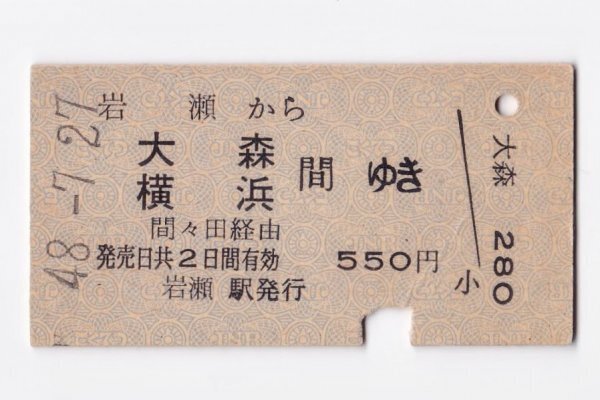 48-7.27
岩瀬から
大森
横浜
間ゆき
間々田経由
発売日共2日間有効
550円
岩瀬駅発行
小
大森
280